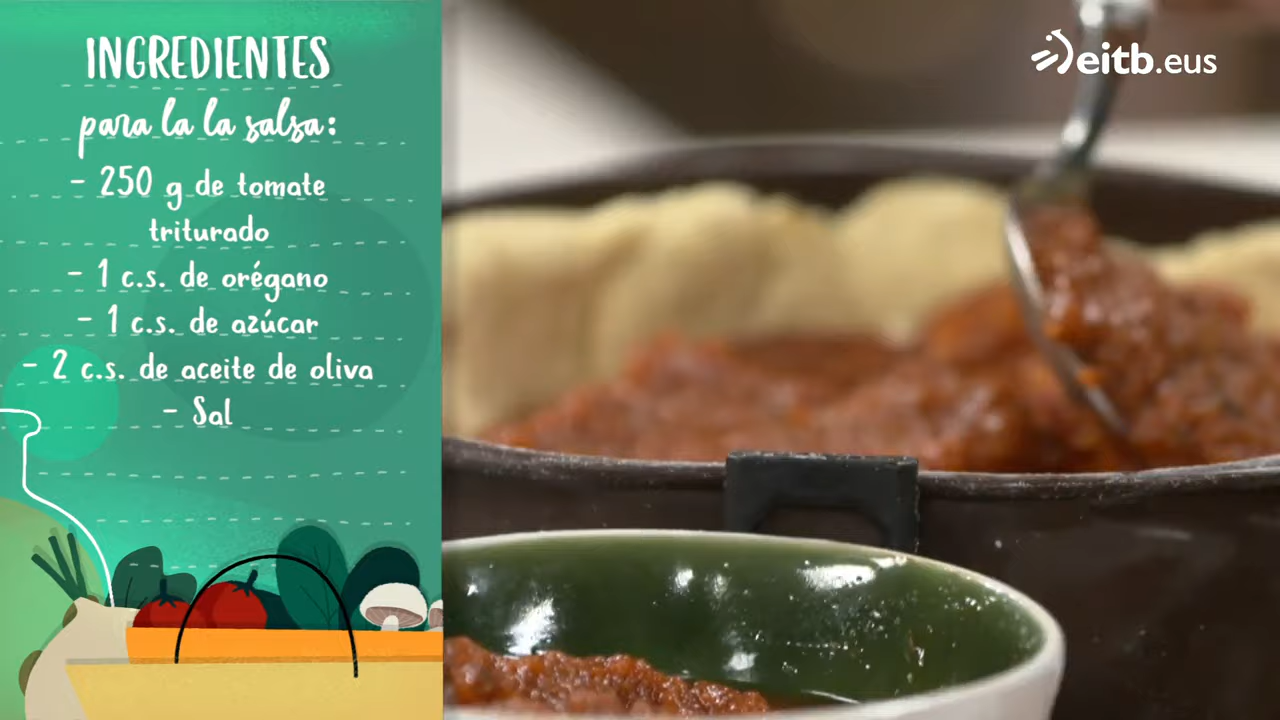 INGREDIENTES
para la la salsa:
- 250 g de tomate
triturado
- 1 c.s. de orégano
- 1 c.s. de azúcar
- 2 c.s. de aceite de oliva
- Sal
eitb.eus